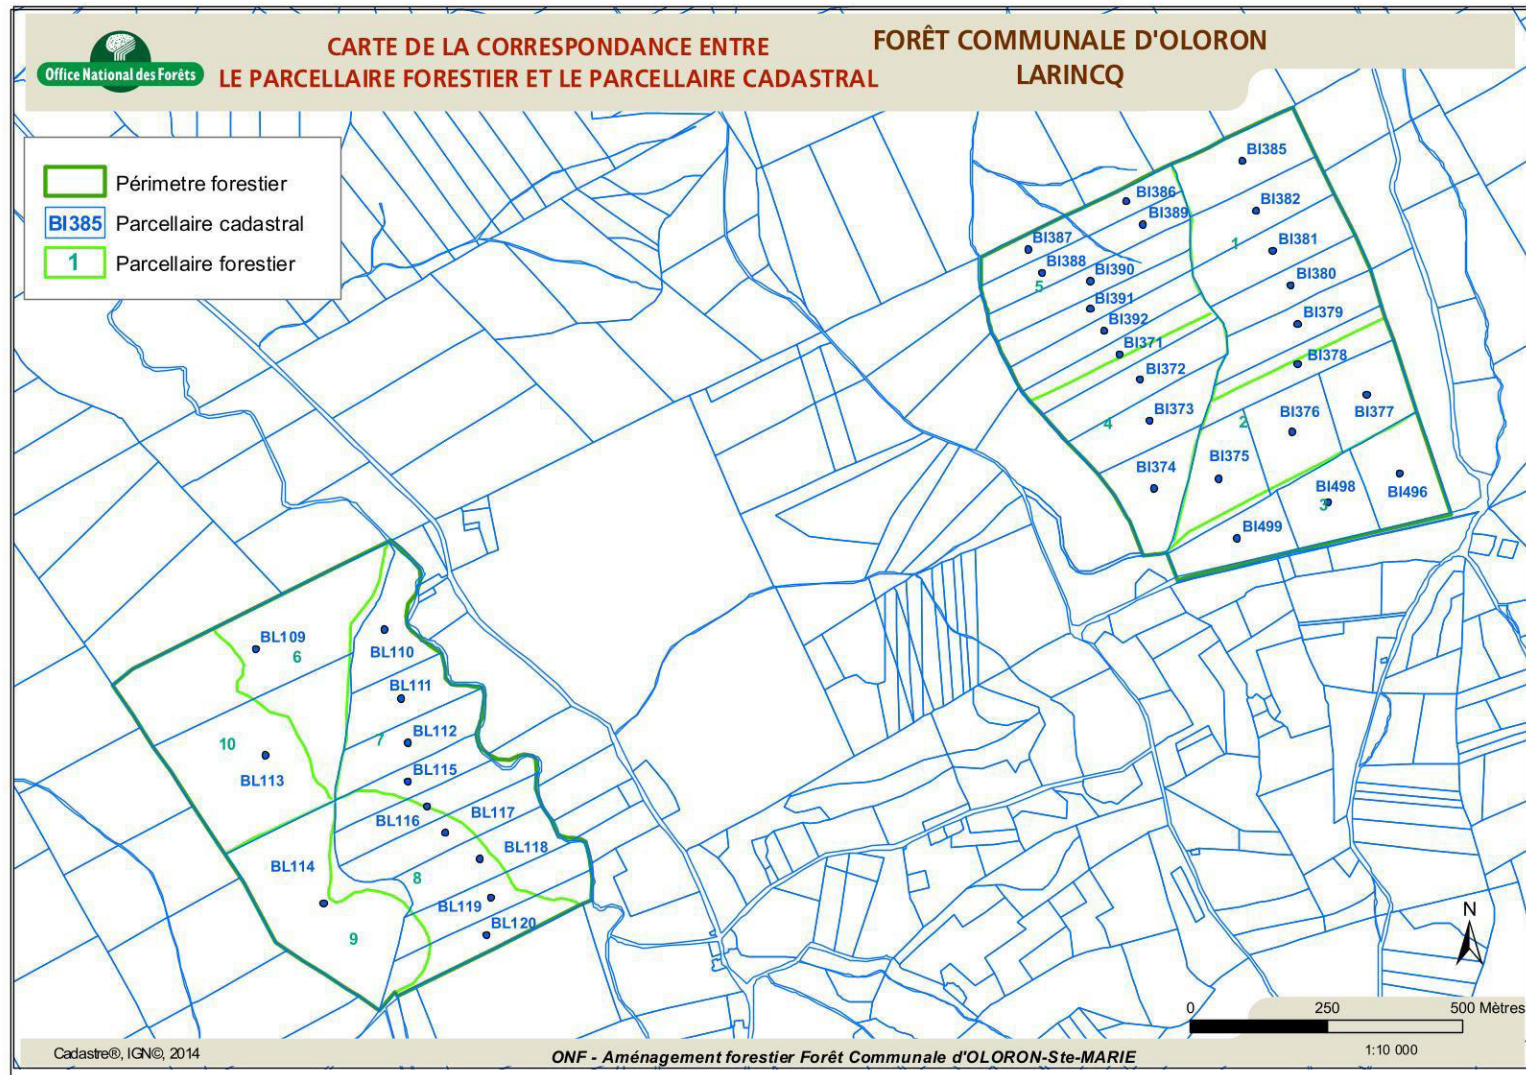 Office National des Forêts
CARTE DE LA CORRESPONDANCE ENTRE
LE PARCELLAIRE FORESTIER ET LE PARCELLAIRE CADASTRAL
FORÊT COMMUNALE D'OLORON
LARINCQ
Périmetre forestier
BI385 Parcellaire cadastral
1 Parcellaire forestier
BI385
BI386
BI382
BI389
1
BI387
BI381
BI388
BI390
BI380
5
BI391
BI379
BI392
BI371
BI378
BI372
BI373
BI376
BI377
4
2
BI374
BI375
BI498
BI496
3
BI499
BL109
6
BL110
BL111
10
7
BL112
BL113
BL115
BL116
BL117
BL118
BL114
8
BL119
BL120
9
N
0 250 500 Mètres
1:10 000
Cadastre®, IGN©, 2014
ONF - Aménagement forestier Forêt Communale d'OLORON-Ste-MARIE